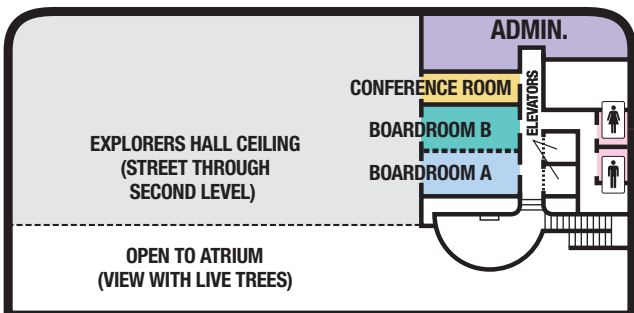 ADMIN.
CONFERENCE ROOM
ELEVATORS
BOARDROOM B
BOARDROOM A
EXPLORERS HALL CEILING
(STREET THROUGH
SECOND LEVEL)
OPEN TO ATRIUM
(VIEW WITH LIVE TREES)